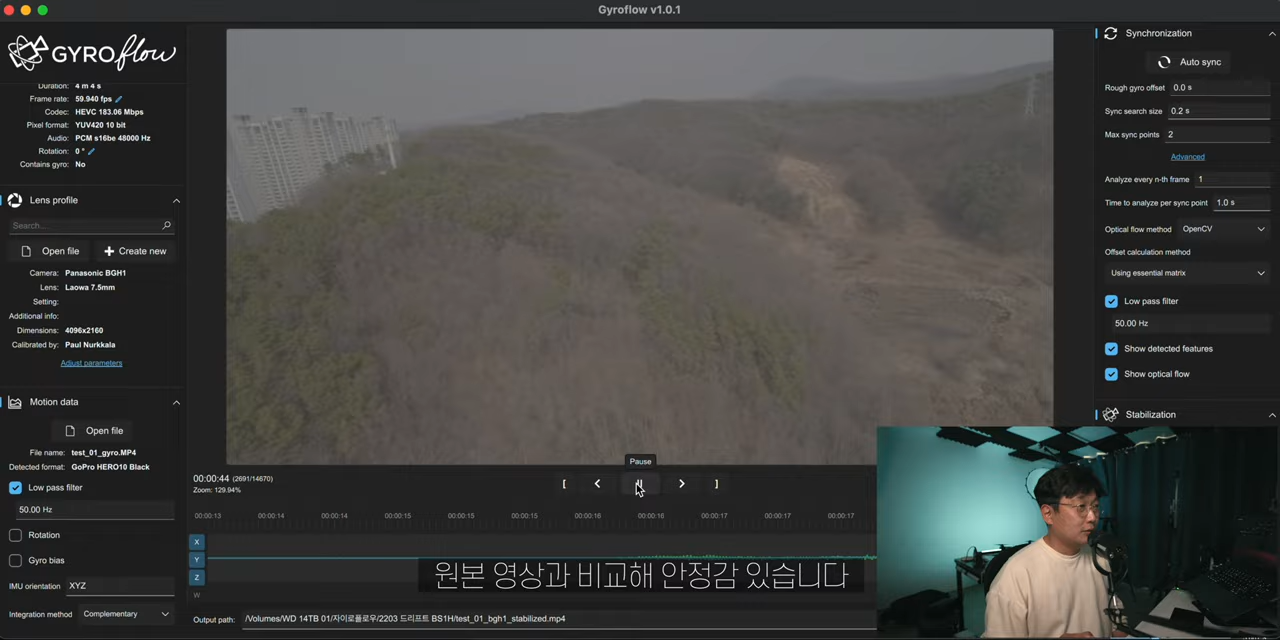 Gyroflow v1.0.1
GYROflow
Duration: 4 m 4 s
Frame rate: 59.940 fps
Codec: HEVC 183.06 Mbps
Pixel format: YUV420 10 bit
Audio: PCM s16be 48000 Hz
Rotation: 0 °
Contains gyro: No
Lens profile
Search...
Open file
Create new
Camera: Panasonic BGH1
Lens: Laowa 7.5mm
Setting:
Additional info:
Dimensions: 4096x2160
Calibrated by: Paul Nurkkala
Adjust parameters
Motion data
Open file
File name: test_01_gyro.MP4
Detected format: GoPro HERO10 Black
Low pass filter
50.00 Hz
Rotation
Gyro bias
IMU orientation XYZ
Integration method Complementary
Pause
00:00:44 (2691/14670)
Zoom: 129.94%
[ ]
00:00:13 00:00:14 00:00:14 00:00:15 00:00:15 00:00:15 00:00:16 00:00:16 00:00:17 00:00:17 00:00:17
X
Y
Z
W
원본 영상과 비교해 안정감 있습니다
Output path: /Volumes/WD 14TB 01/자이로플로우/2203 드리프트 BS1H/test_01_bgh1_stabilized.mp4
Synchronization
Auto sync
Rough gyro offset 0.0 s
Sync search size 0.2 s
Max sync points 2
Advanced
Analyze every n-th frame 1
Time to analyze per sync point 1.0 s
Optical flow method OpenCV
Offset calculation method
Using essential matrix
Low pass filter
50.00 Hz
Show detected features
Show optical flow
Stabilization